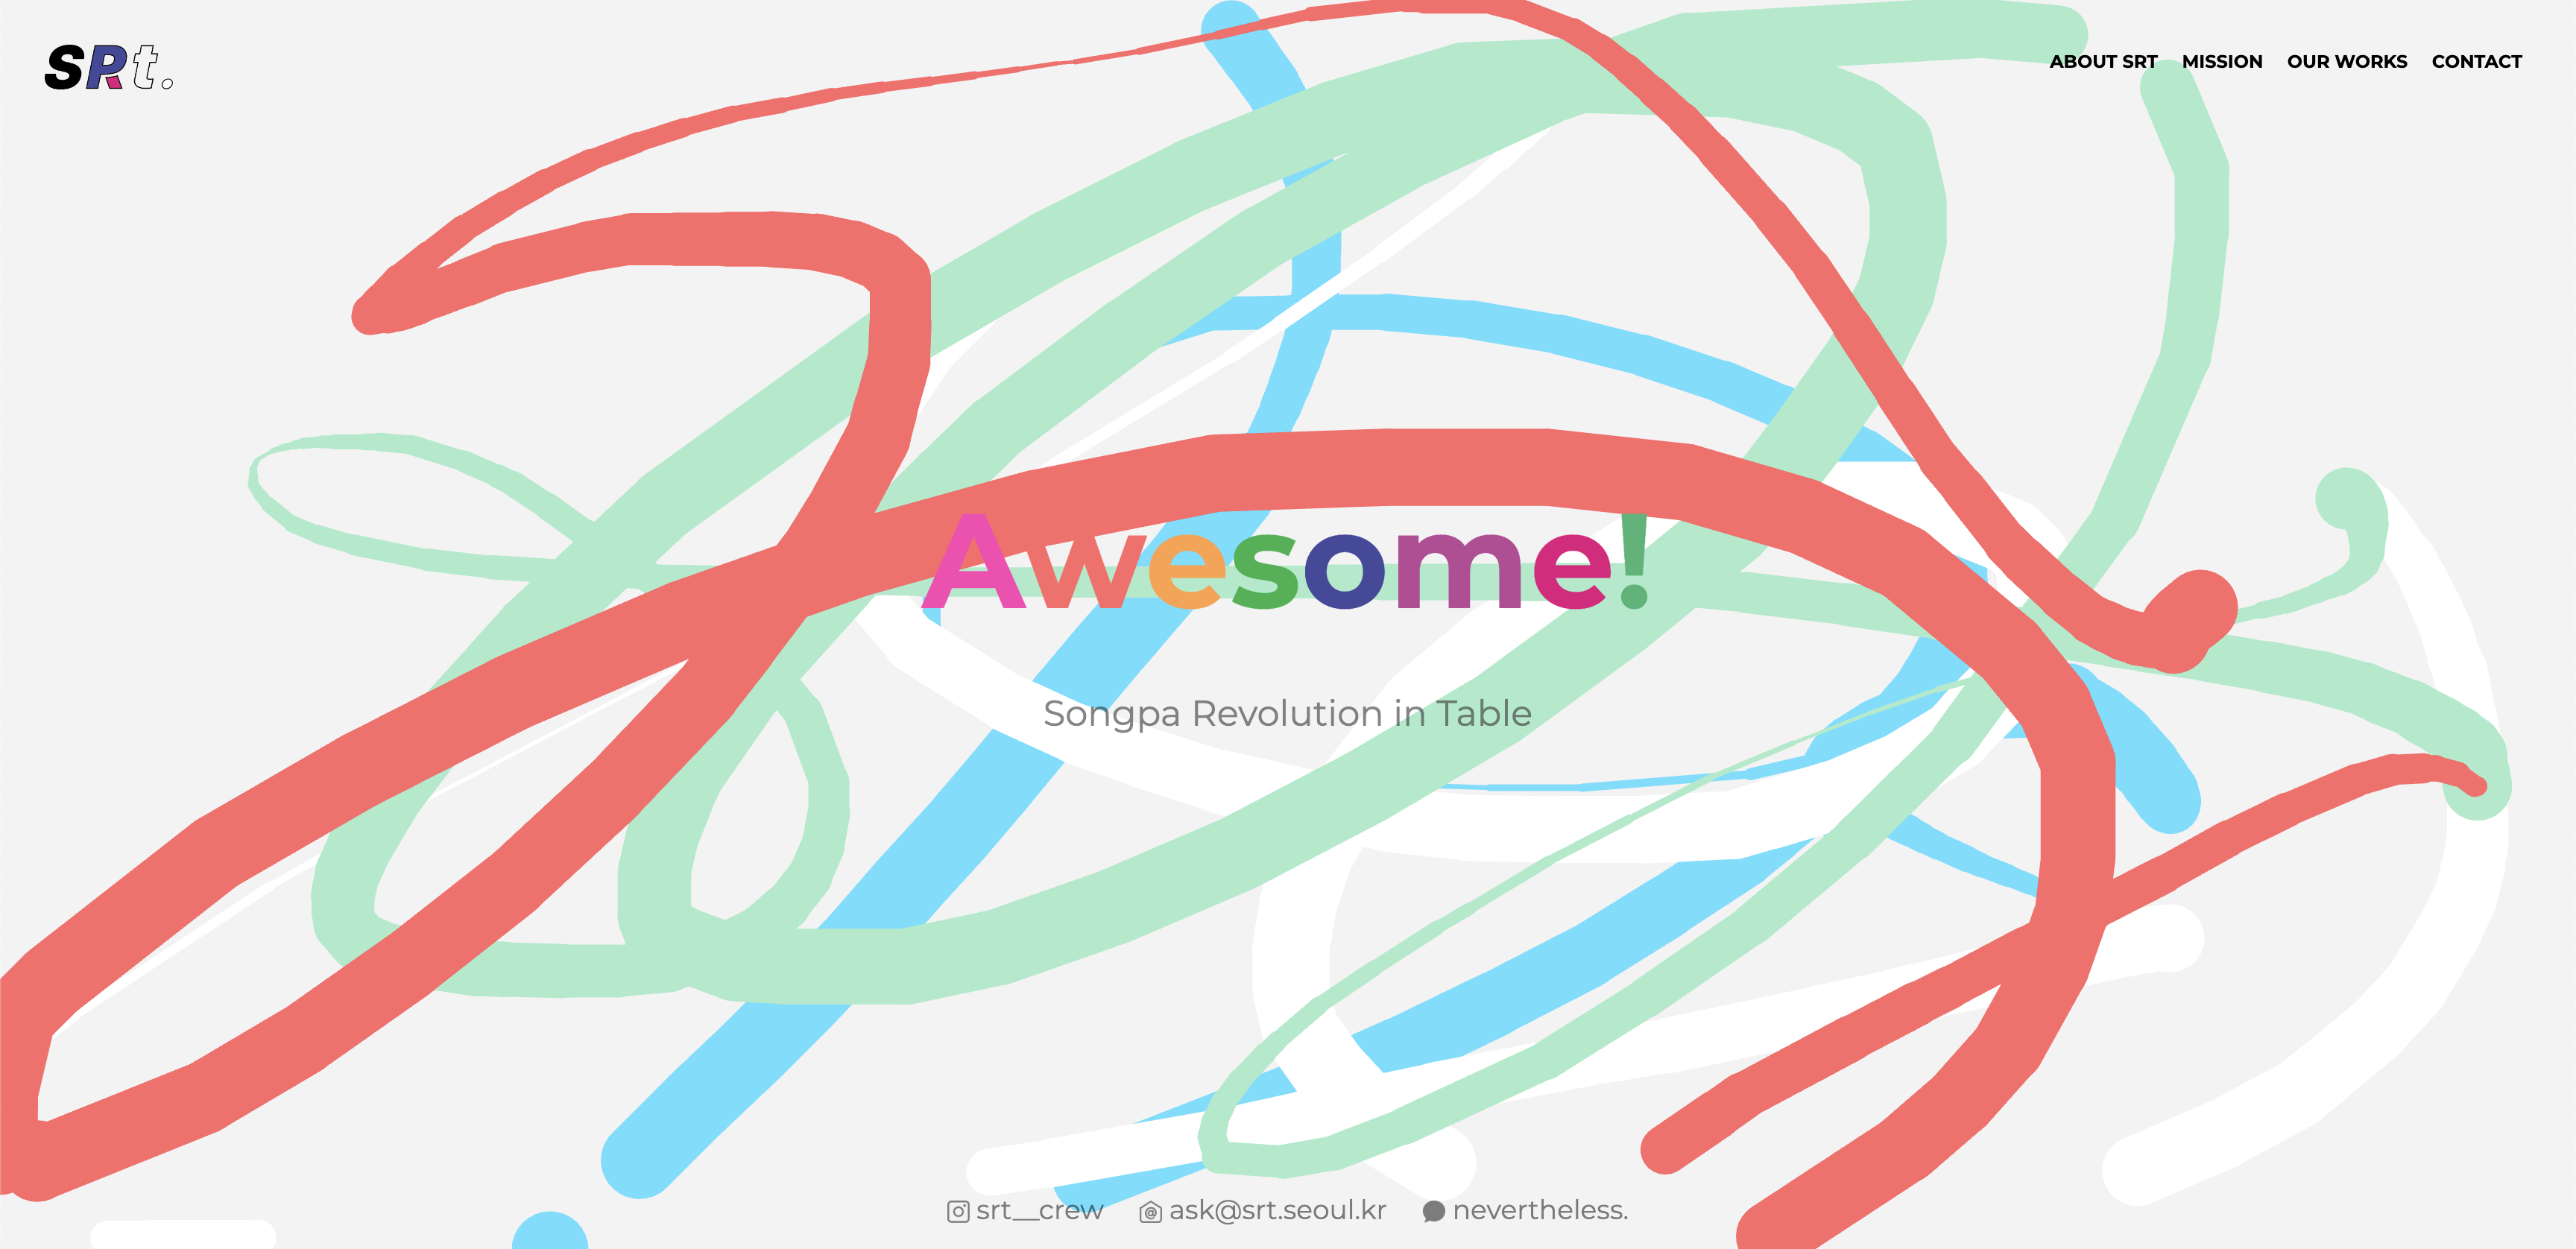 SRt.
ABOUT SRT MISSION OUR WORKS CONTACT
Awesome!
Songpa Revolution in Table
srt__crew ask@srt.seoul.kr nevertheless.